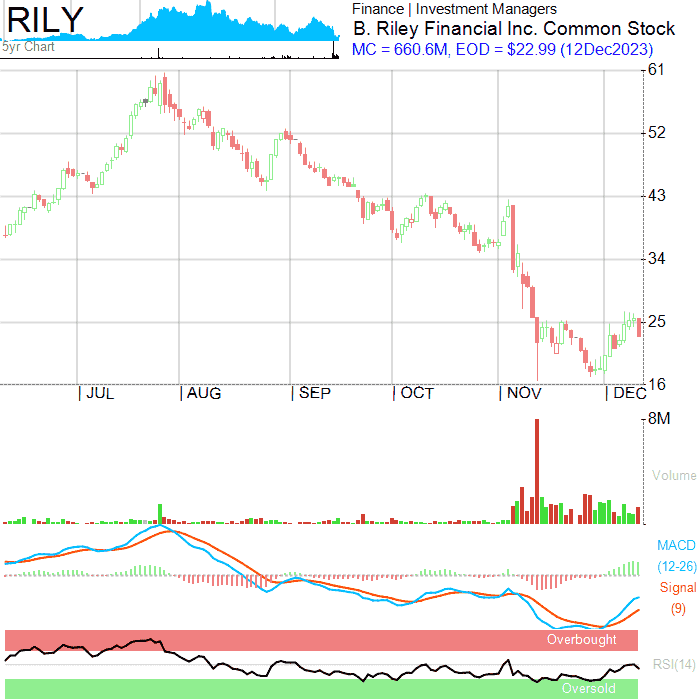 RILY
5yr Chart
Finance | Investment Managers
B. Riley Financial Inc. Common Stock
MC = 660.6M, EOD = $22.99 (12Dec2023)
61
52
43
34
25
16
| JUL | AUG | SEP | OCT | NOV | DEC
8M
Volume
MACD
(12-26)
Signal
(9)
Overbought
RSI(14)
Oversold